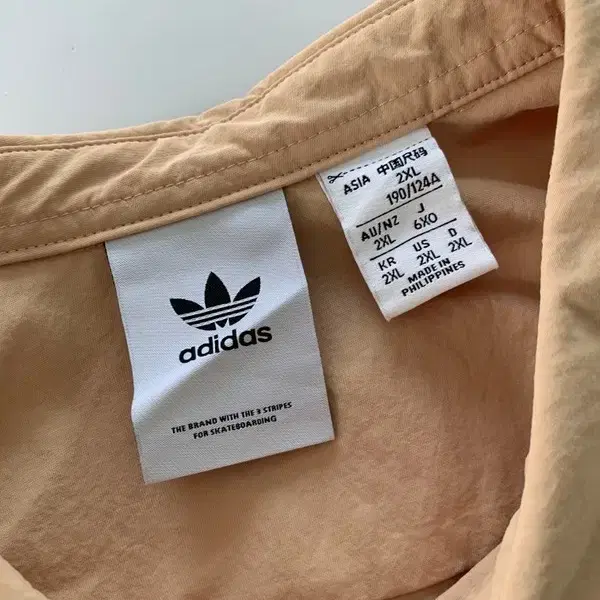 adidas
THE BRAND WITH THE 3 STRIPES
FOR SKATEBOARDING
ASIA 中国尺码
2XL
190/124A
AU/NZ J
2XL 6XO
KR US D
2XL 2XL 2XL
MADE IN
PHILIPPINES